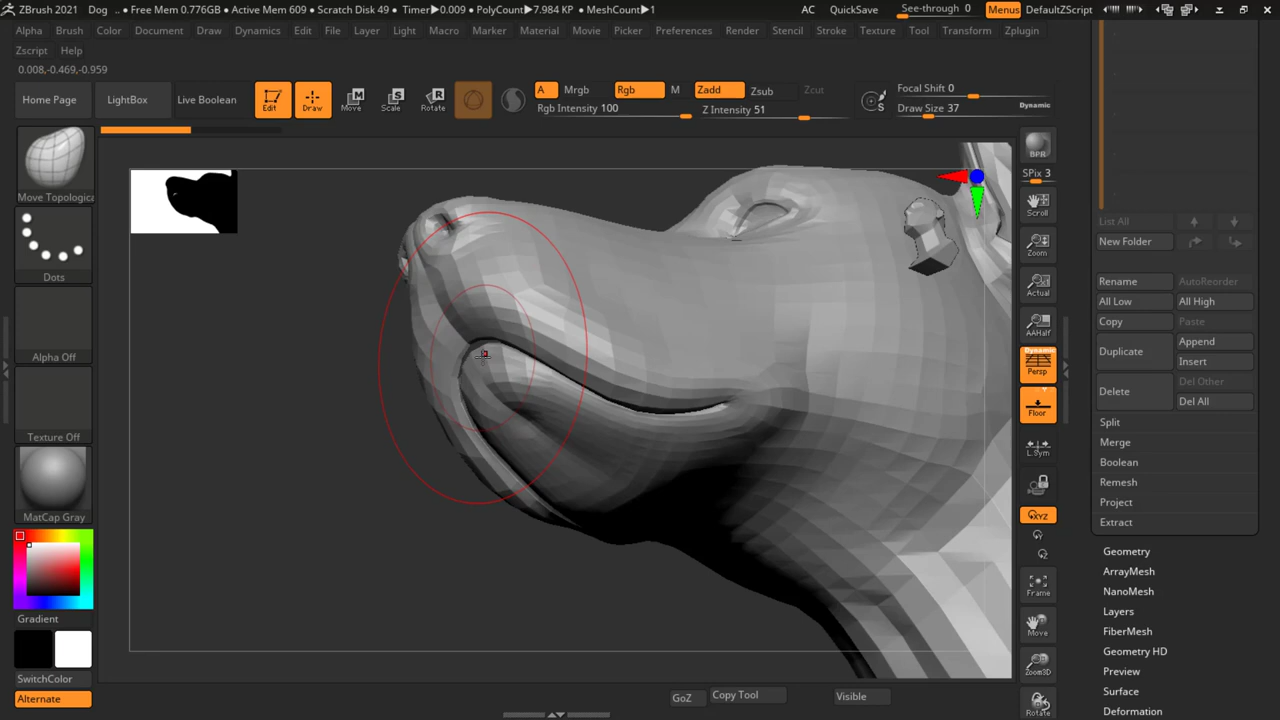 ZBrush 2021 Dog .. • Free Mem 0.776GB • Active Mem 609 • Scratch Disk 49 • Timer▶0.009 • PolyCount▶7.984 KP • MeshCount▶1 AC QuickSave See-through 0 Menus DefaultZScript
Alpha Brush Color Document Draw Dynamics Edit File Layer Light Macro Marker Material Movie Picker Preferences Render Stencil Stroke Texture Tool Transform Zplugin
Zscript Help
0.008,-0.469,-0.959
Home Page LightBox Live Boolean Edit Draw Move Scale Rotate A Mrgb Rgb M Zadd Zsub Zcut Focal Shift 0
Rgb Intensity 100 Z Intensity 51 Draw Size 37 Dynamic
Move Topologica
Dots
Alpha Off
Texture Off
MatCap Gray
Gradient
SwitchColor
Alternate
BPR
SPix 3
Scroll
Zoom
Actual
AAHalf
Dynamic
Persp
Floor
L.Sym
XYZ
Y
Z
Frame
Move
Zoom3D
Rotate
List All
New Folder
Rename AutoReorder
All Low All High
Copy Paste
Duplicate Append
Insert
Delete Del Other
Del All
Split
Merge
Boolean
Remesh
Project
Extract
Geometry
ArrayMesh
NanoMesh
Layers
FiberMesh
Geometry HD
Preview
Surface
Deformation
GoZ Copy Tool Visible